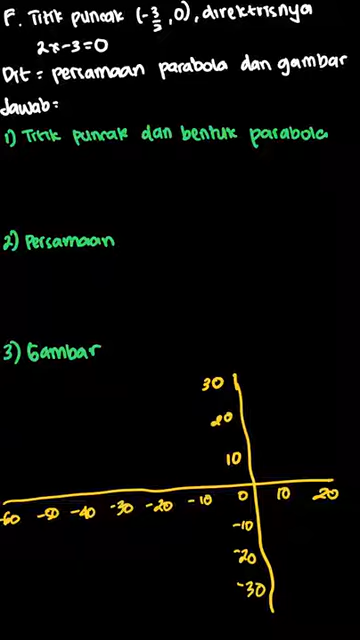 F. Titik puncak (-3/3, 0), direktrisnya
2x-3=0
Dit = persamaan parabola dan gambar
Jawab =
1) Titik puncak dan bentuk parabola
2) Persamaan
3) Gambar
30
20
10
-60 -50 -40 -30 -20 -10 0 10 20
-10
-20
-30